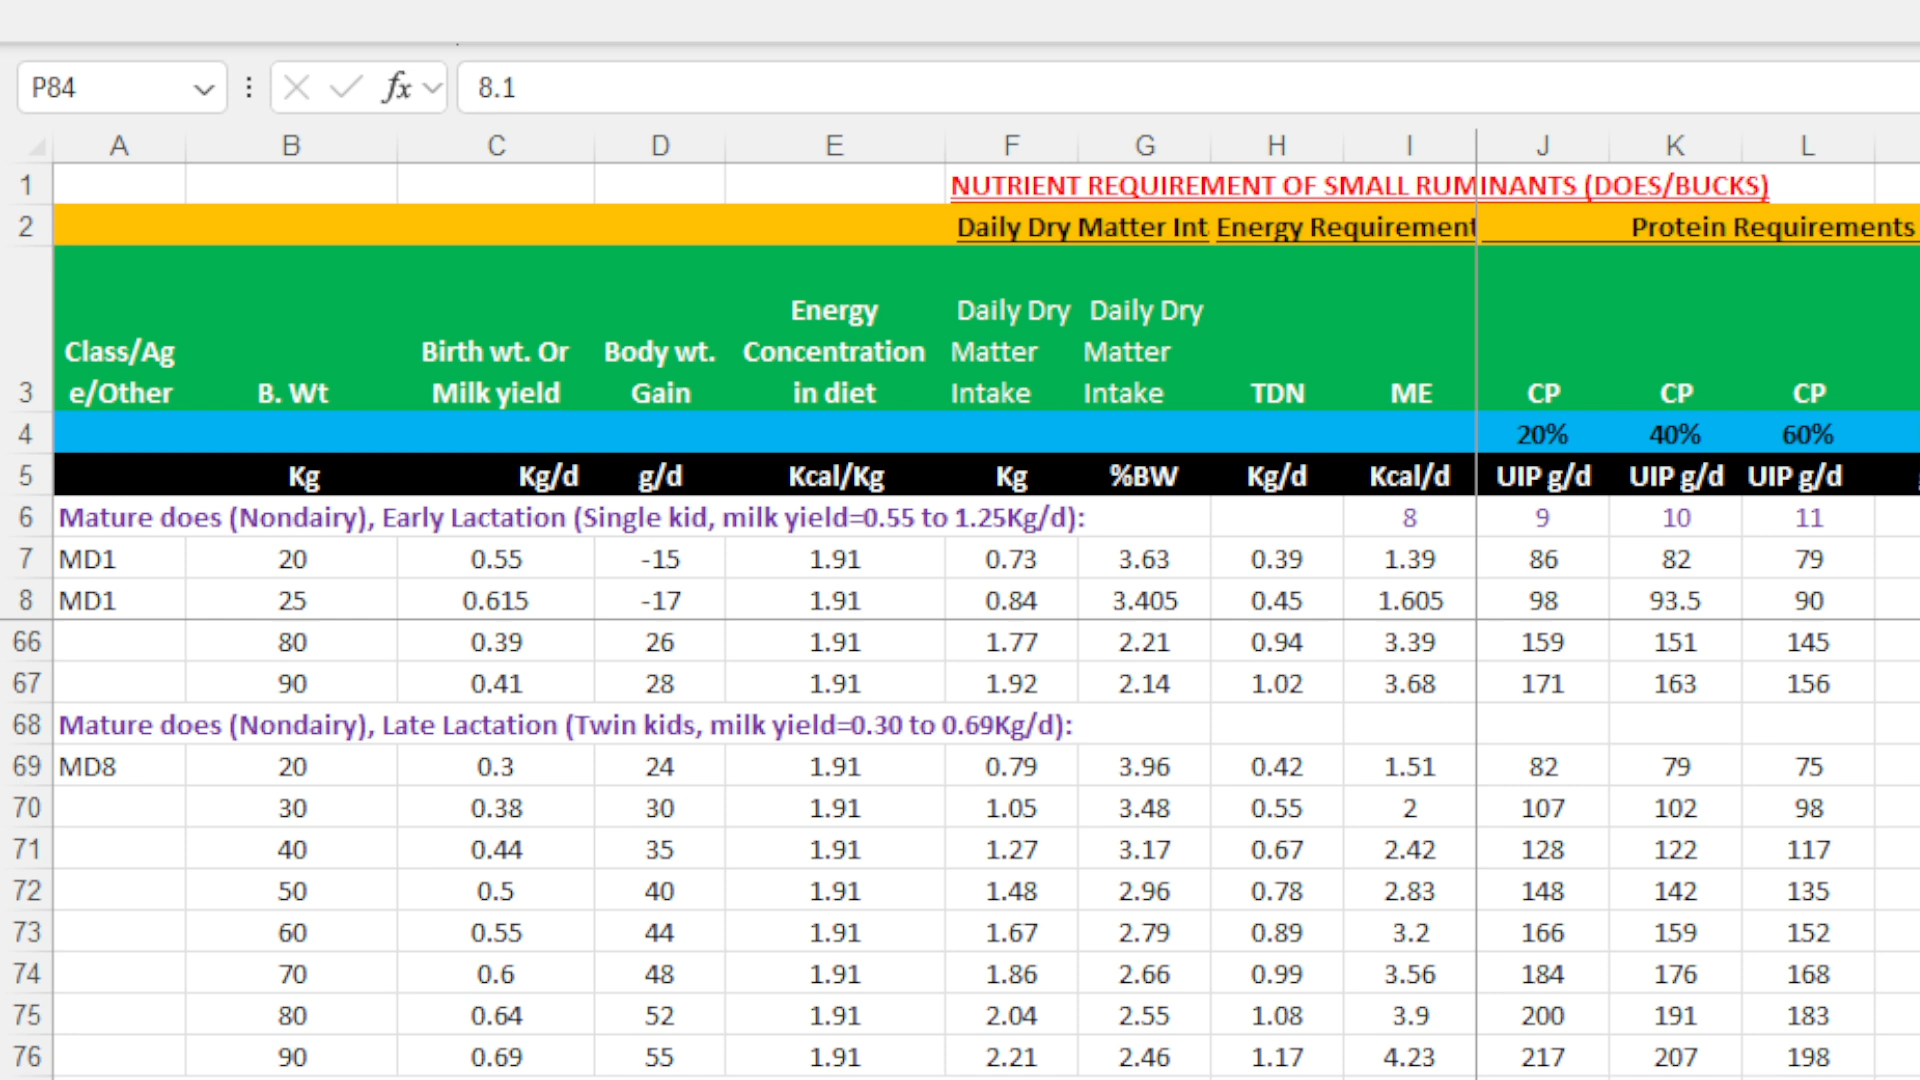 P84 fx 8.1
A B C D E F G H I J K L
1 NUTRIENT REQUIREMENT OF SMALL RUMINANTS (DOES/BUCKS)
2 Daily Dry Matter Int Energy Requirement Protein Requirements
Energy Daily Dry Daily Dry
Class/Ag Birth wt. Or Body wt. Concentration Matter Matter
3 e/Other B. Wt Milk yield Gain in diet Intake Intake TDN ME CP CP CP
4 20% 40% 60%
5 Kg Kg/d g/d Kcal/Kg Kg %BW Kg/d Kcal/d UIP g/d UIP g/d UIP g/d
6 Mature does (Nondairy), Early Lactation (Single kid, milk yield=0.55 to 1.25Kg/d): 8 9 10 11
7 MD1 20 0.55 -15 1.91 0.73 3.63 0.39 1.39 86 82 79
8 MD1 25 0.615 -17 1.91 0.84 3.405 0.45 1.605 98 93.5 90
66 80 0.39 26 1.91 1.77 2.21 0.94 3.39 159 151 145
67 90 0.41 28 1.91 1.92 2.14 1.02 3.68 171 163 156
68 Mature does (Nondairy), Late Lactation (Twin kids, milk yield=0.30 to 0.69Kg/d):
69 MD8 20 0.3 24 1.91 0.79 3.96 0.42 1.51 82 79 75
70 30 0.38 30 1.91 1.05 3.48 0.55 2 107 102 98
71 40 0.44 35 1.91 1.27 3.17 0.67 2.42 128 122 117
72 50 0.5 40 1.91 1.48 2.96 0.78 2.83 148 142 135
73 60 0.55 44 1.91 1.67 2.79 0.89 3.2 166 159 152
74 70 0.6 48 1.91 1.86 2.66 0.99 3.56 184 176 168
75 80 0.64 52 1.91 2.04 2.55 1.08 3.9 200 191 183
76 90 0.69 55 1.91 2.21 2.46 1.17 4.23 217 207 198